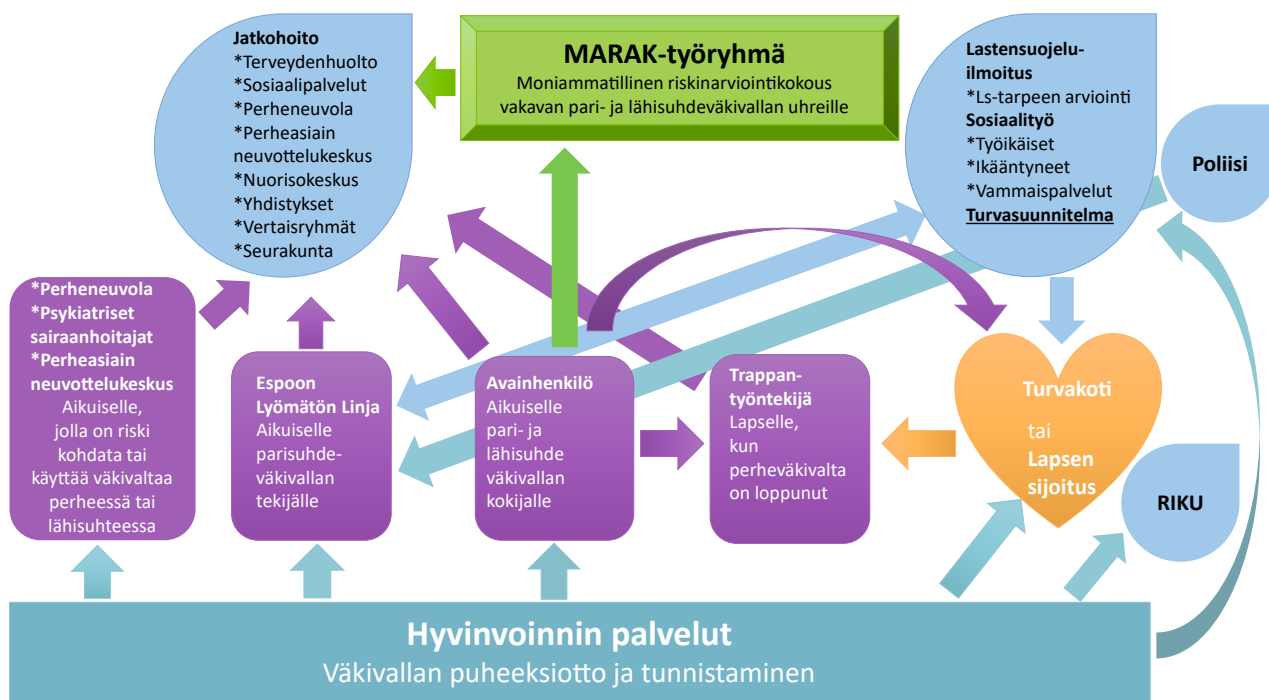 Jatkohoito
*Terveydenhuolto
*Sosiaalipalvelut
*Perheneuvola
*Perheasiain
neuvottelukeskus
*Nuorisokeskus
*Yhdistykset
*Vertaisryhmät
*Seurakunta
MARAK-työryhmä
Moniammatillinen riskinarviointikokous
vakavan pari- ja lähisuhdeväkivallan uhreille
Lastensuojelu-
ilmoitus
*Ls-tarpeen arviointi
Sosiaalityö
*Työikäiset
*Ikääntyneet
*Vammaispalvelut
Turvasuunnitelma
Poliisi
*Perheneuvola
*Psykiatriset
sairaanhoitajat
*Perheasiain
neuvottelukeskus
Aikuiselle,
jolla on riski
kohdata tai
käyttää väkivaltaa
perheessä tai
lähisuhteessa
Espoon
Lyömätön Linja
Aikuiselle
parisuhde-
väkivallan
tekijälle
Avainhenkilö
Aikuiselle
pari- ja
lähisuhde
väkivallan
kokijalle
Trappan-
työntekijä
Lapselle,
kun
perheväkivalta
on loppunut
Turvakoti
tai
Lapsen
sijoitus
RIKU
Hyvinvoinnin palvelut
Väkivallan puheeksiotto ja tunnistaminen